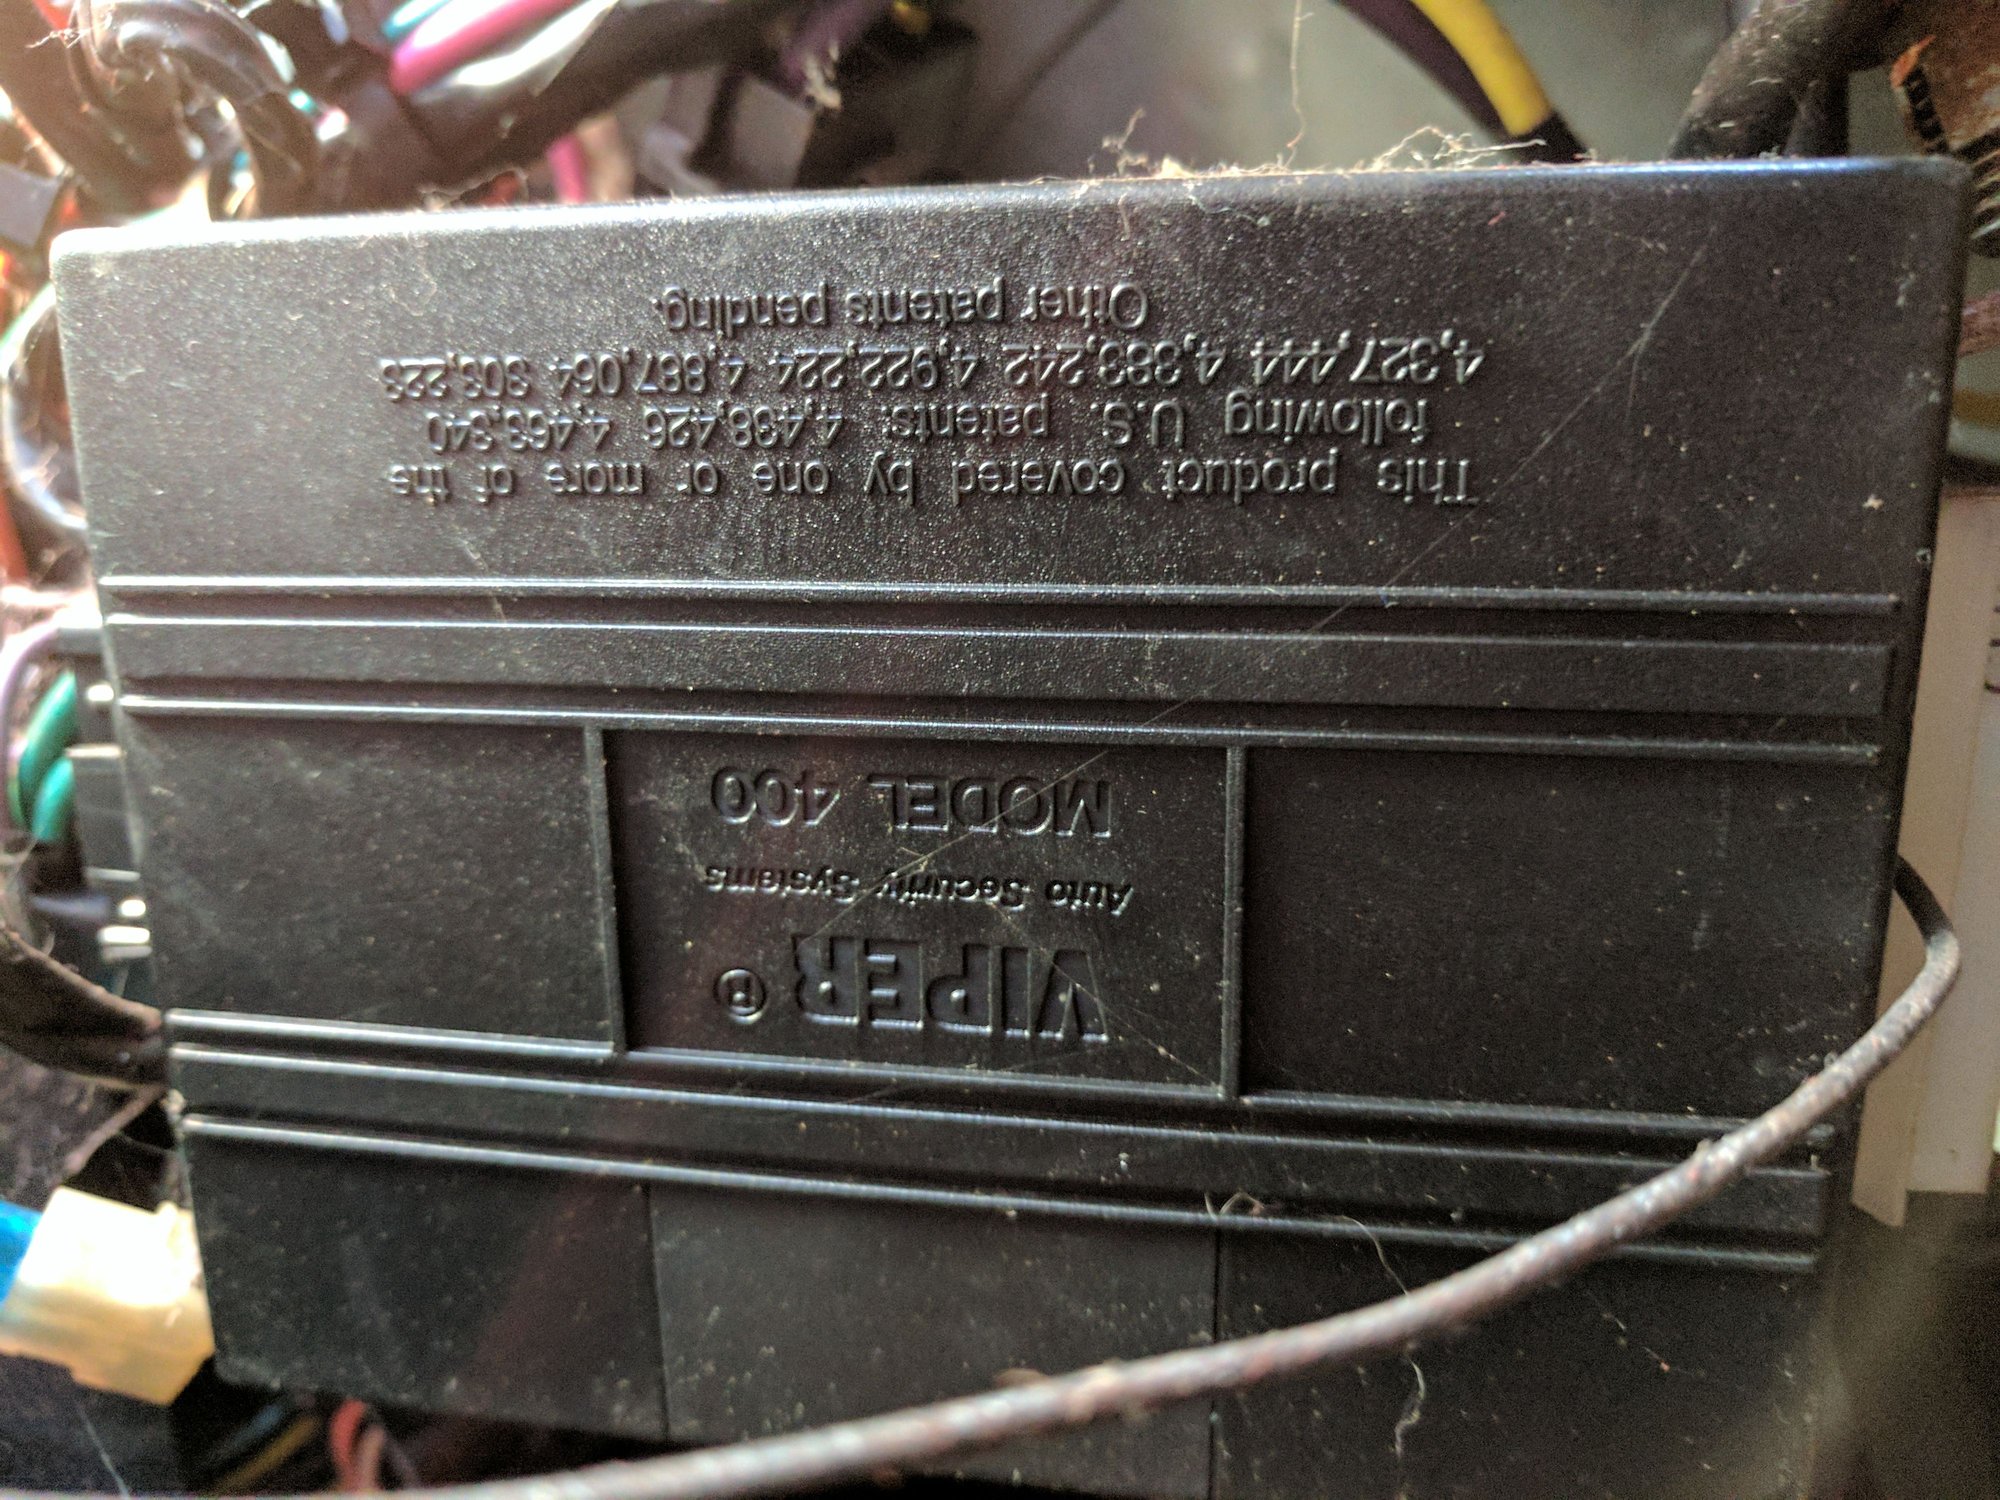 This product covered by one or more of the
following U.S. patents: 4,438,426 4,463,340
4,327,444 4,383,242 4,922,224 4,887,064 303,223
Other patents pending.
VIPER ®
Auto Security Systems
MODEL 400